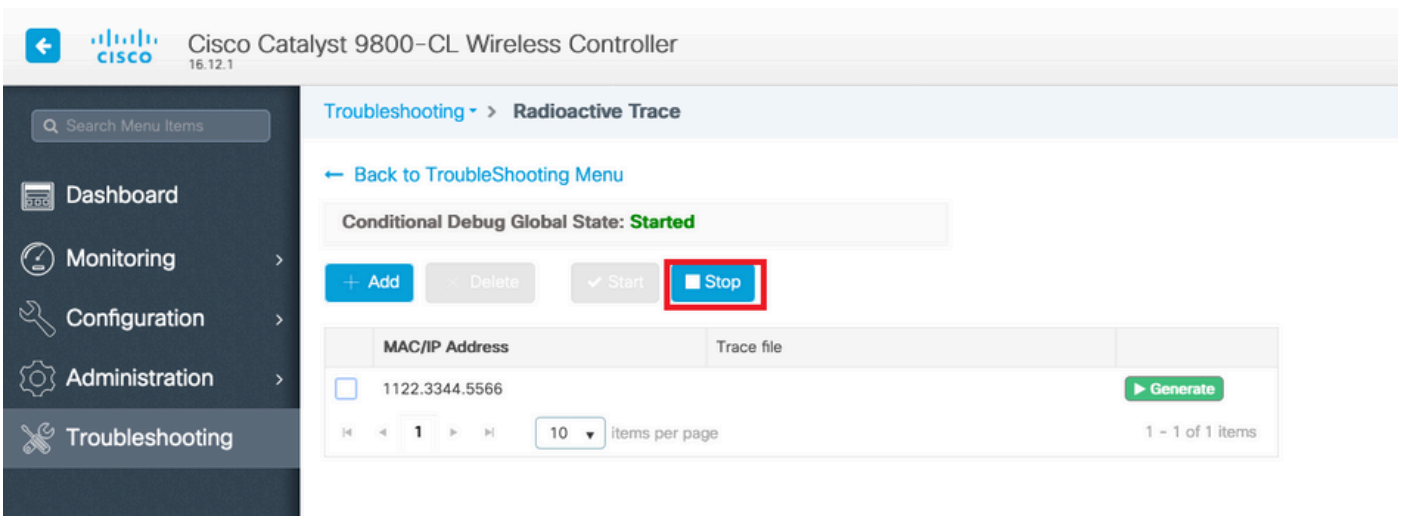 CISCO
Cisco Catalyst 9800-CL Wireless Controller
16.12.1
Search Menu Items
Dashboard
Monitoring
Configuration
Administration
Troubleshooting
Troubleshooting > Radioactive Trace
← Back to TroubleShooting Menu
Conditional Debug Global State: Started
+ Add × Delete ✔ Start Stop
MAC/IP Address Trace file
1122.3344.5566 Generate
1 10 items per page 1 - 1 of 1 items